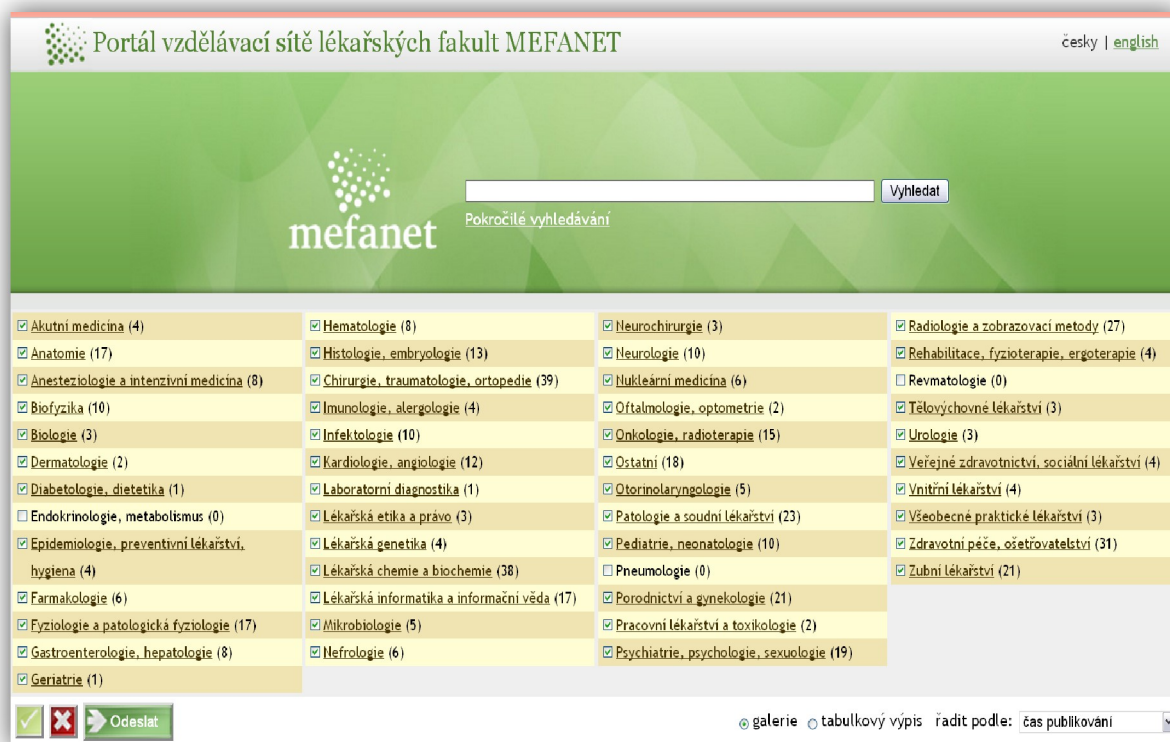 Portál vzdělávací sítě lékařských fakult MEFANET
česky | english
mefanet
Vyhledat
Pokročilé vyhledávání
Akutní medicína (4)
Anatomie (17)
Anesteziologie a intenzivní medicína (8)
Biofyzika (10)
Biologie (3)
Dermatologie (2)
Diabetologie, dietetika (1)
Endokrinologie, metabolismus (0)
Epidemiologie, preventivní lékařství,
hygiena (4)
Farmakologie (6)
Fyziologie a patologická fyziologie (17)
Gastroenterologie, hepatologie (8)
Geriatrie (1)
Hematologie (8)
Histologie, embryologie (13)
Chirurgie, traumatologie, ortopedie (39)
Imunologie, alergologie (4)
Infektologie (10)
Kardiologie, angiologie (12)
Laboratorní diagnostika (1)
Lékařská etika a právo (3)
Lékařská genetika (4)
Lékařská chemie a biochemie (38)
Lékařská informatika a informační věda (17)
Mikrobiologie (5)
Nefrologie (6)
Neurochirurgie (3)
Neurologie (10)
Nukleární medicína (6)
Oftalmologie, optometrie (2)
Onkologie, radioterapie (15)
Ostatní (18)
Otorinolaryngologie (5)
Patologie a soudní lékařství (23)
Pediatrie, neonatologie (10)
Pneumologie (0)
Porodnictví a gynekologie (21)
Pracovní lékařství a toxikologie (2)
Psychiatrie, psychologie, sexuologie (19)
Radiologie a zobrazovací metody (27)
Rehabilitace, fyzioterapie, ergoterapie (4)
Revmatologie (0)
Tělovýchovné lékařství (3)
Urologie (3)
Veřejné zdravotnictví, sociální lékařství (4)
Vnitřní lékařství (4)
Všeobecné praktické lékařství (3)
Zdravotní péče, ošetřovatelství (31)
Zubní lékařství (21)
Odeslat
galerie tabulkový výpis řadit podle: čas publikování